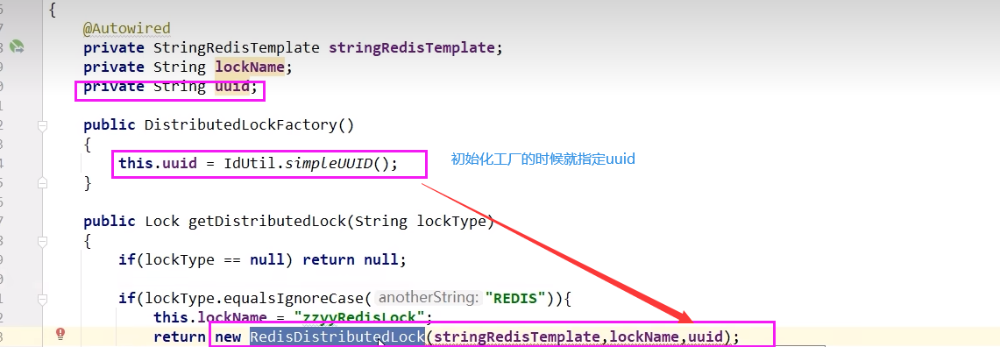 {
@Autowired
private StringRedisTemplate stringRedisTemplate;
private String lockName;
private String uuid;
public DistributedLockFactory()
{
this.uuid = IdUtil.simpleUUID(); 初始化工厂的时候就指定uuid
}
public Lock getDistributedLock(String lockType)
{
if(lockType == null) return null;
if(lockType.equalsIgnoreCase( anotherString: "REDIS")){
this.lockName = "zzyyRedisLock";
return new RedisDistributedLock(stringRedisTemplate,lockName,uuid);